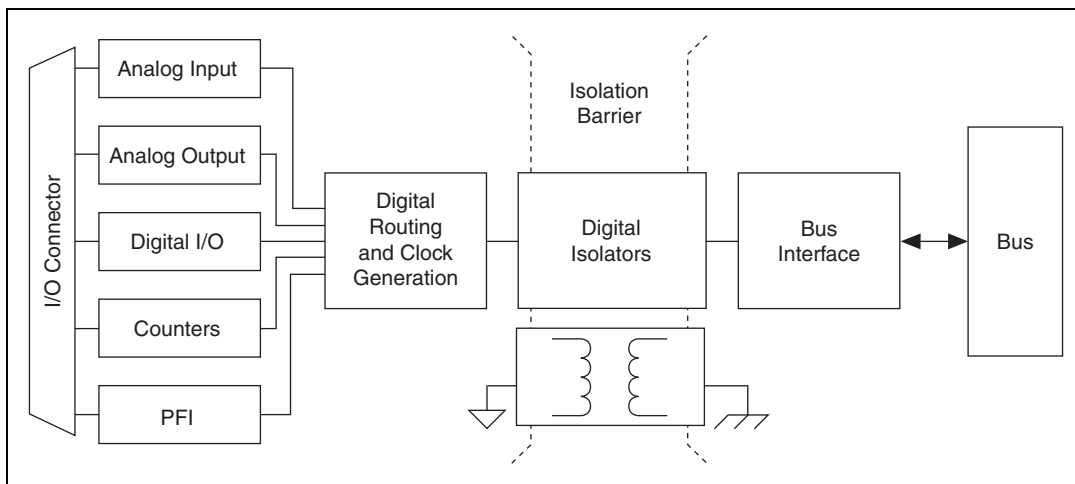 I/O Connector
Analog Input
Analog Output
Digital I/O
Counters
PFI
Digital
Routing
and Clock
Generation
Isolation
Barrier
Digital
Isolators
Bus
Interface
Bus